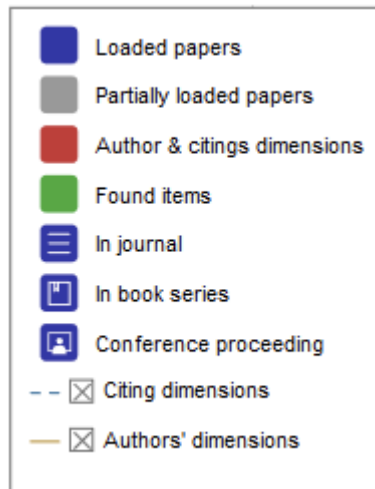 Loaded papers
Partially loaded papers
Author & citings dimensions
Found items
In journal
In book series
Conference proceeding
Citing dimensions
Authors' dimensions